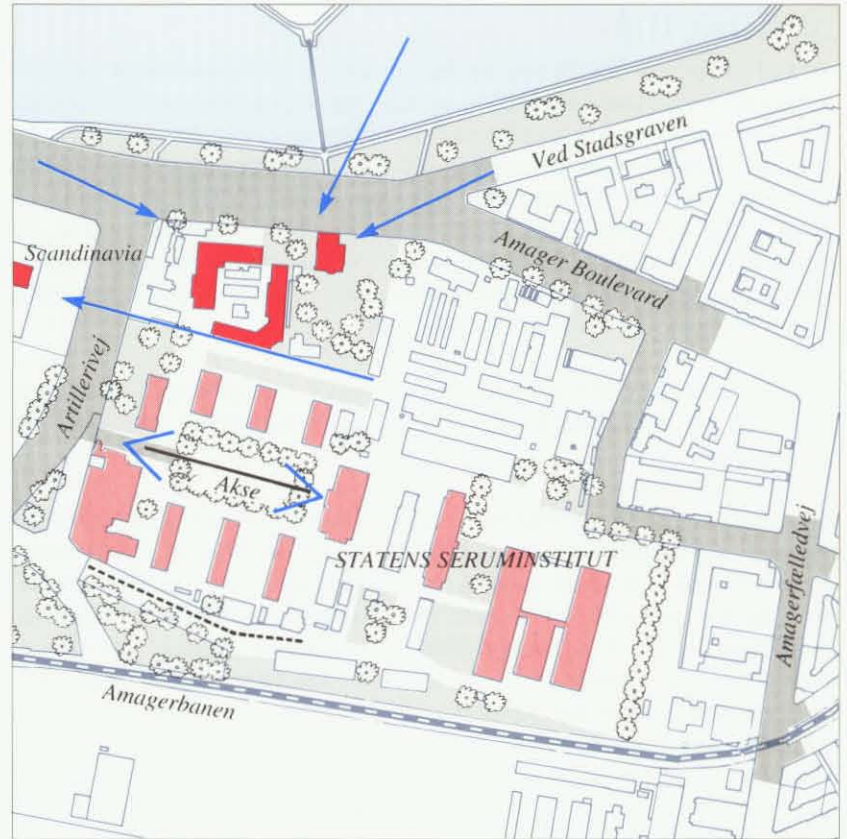 Ved Stadsgraven
Scandinavia
Amager Boulevard
Artillerivej
Akse
STATENS SERUMINSTITUT
Amagerfælledvej
Amagerbanen